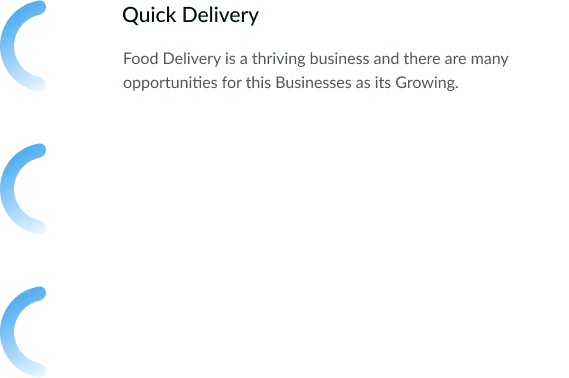 Quick Delivery
Food Delivery is a thriving business and there are many
opportunities for this Businesses as its Growing.